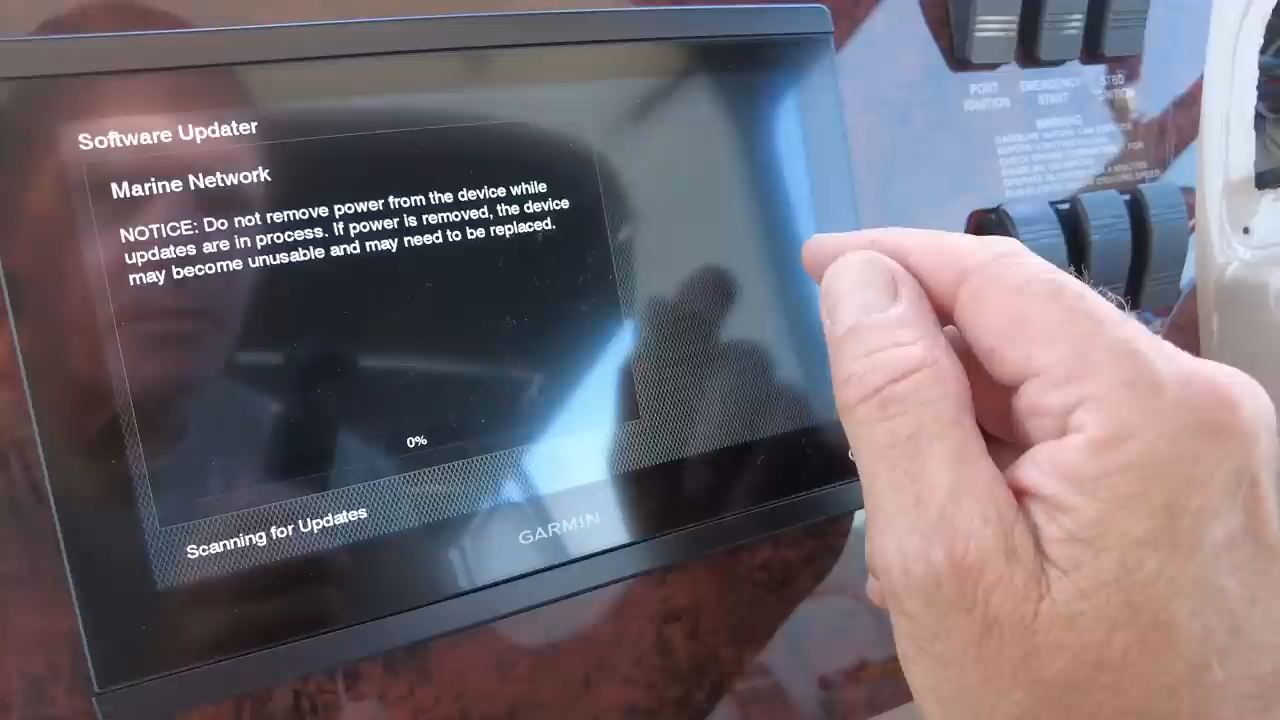 Software Updater
Marine Network
NOTICE: Do not remove power from the device while
updates are in process. If power is removed, the device
may become unusable and may need to be replaced.
0%
Scanning for Updates
GARMIN
PORT
IGNITION
EMERGENCY
START
STBD
WARNING